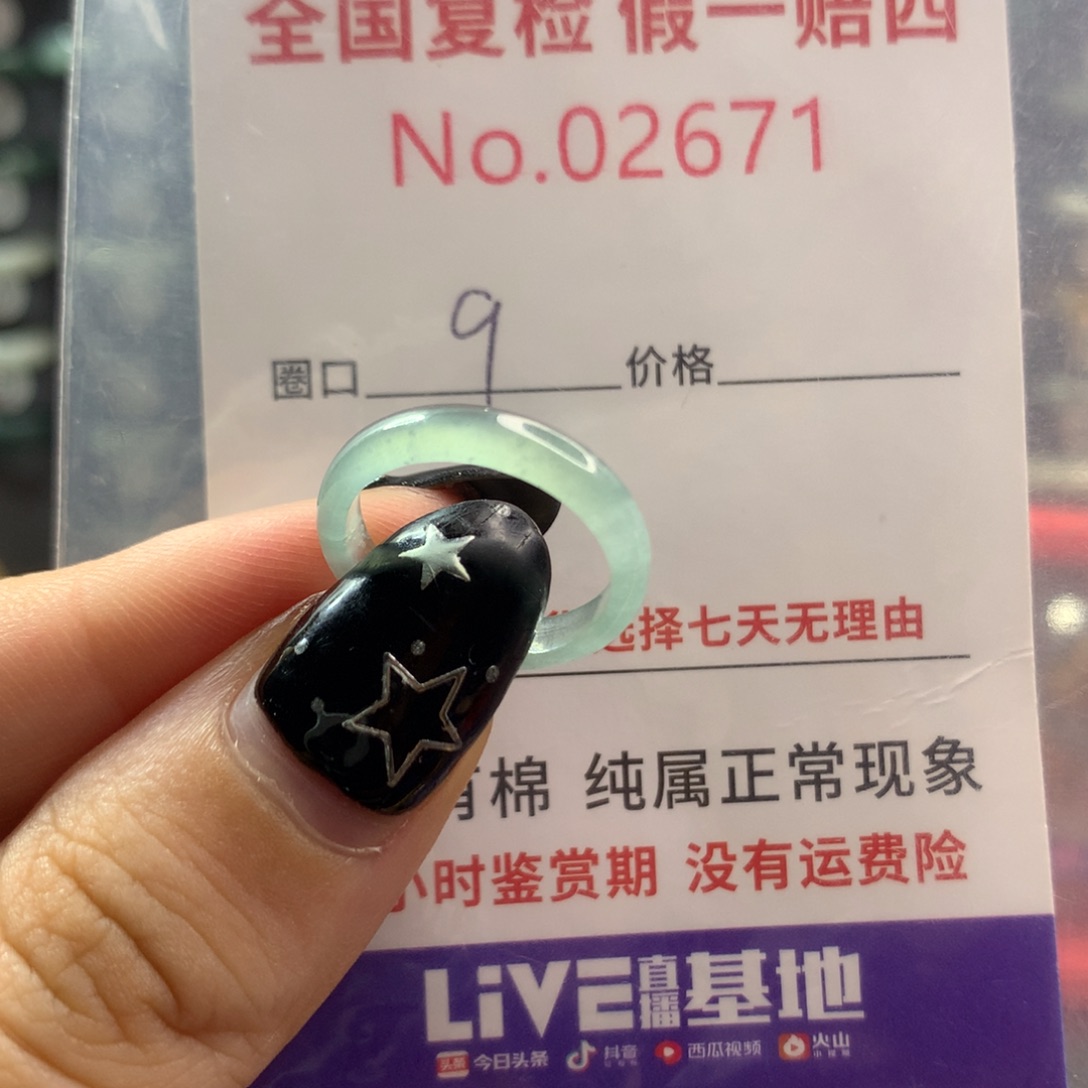 全国复检 假一赔四
No.02671
圈口 9 价格
选择七天无理由
有棉 纯属正常现象
小时鉴赏期 没有运费险
LiVE直播基地
头条 今日头条 抖音 西瓜视频 火山